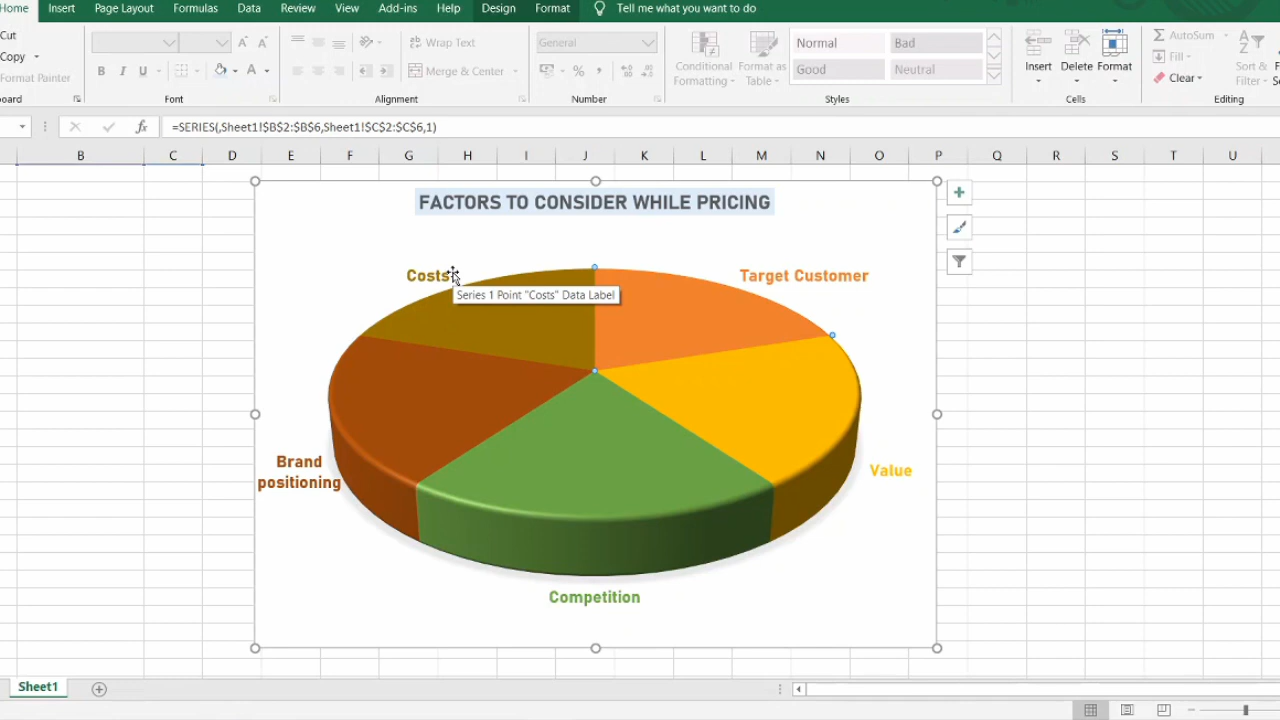 Home Insert Page Layout Formulas Data Review View Add-ins Help Design Format Tell me what you want to do
Cut
Copy
Format Painter
board
B I U
A A
A
Font
Wrap Text
Merge & Center
Alignment
General
% ,
Number
Conditional Formatting
Format as Table
Normal Bad
Good Neutral
Styles
Insert Delete Format
Cells
AutoSum
Fill
Clear
Sort &
Filter
Editing
fx =SERIES(,Sheet1!$B$2:$B$6,Sheet1!$C$2:$C$6,1)
B C D E F G H I J K L M N O P Q R S T U
FACTORS TO CONSIDER WHILE PRICING
Costs
Target Customer
Series 1 Point "Costs" Data Label
Brand
positioning
Value
Competition
Sheet1